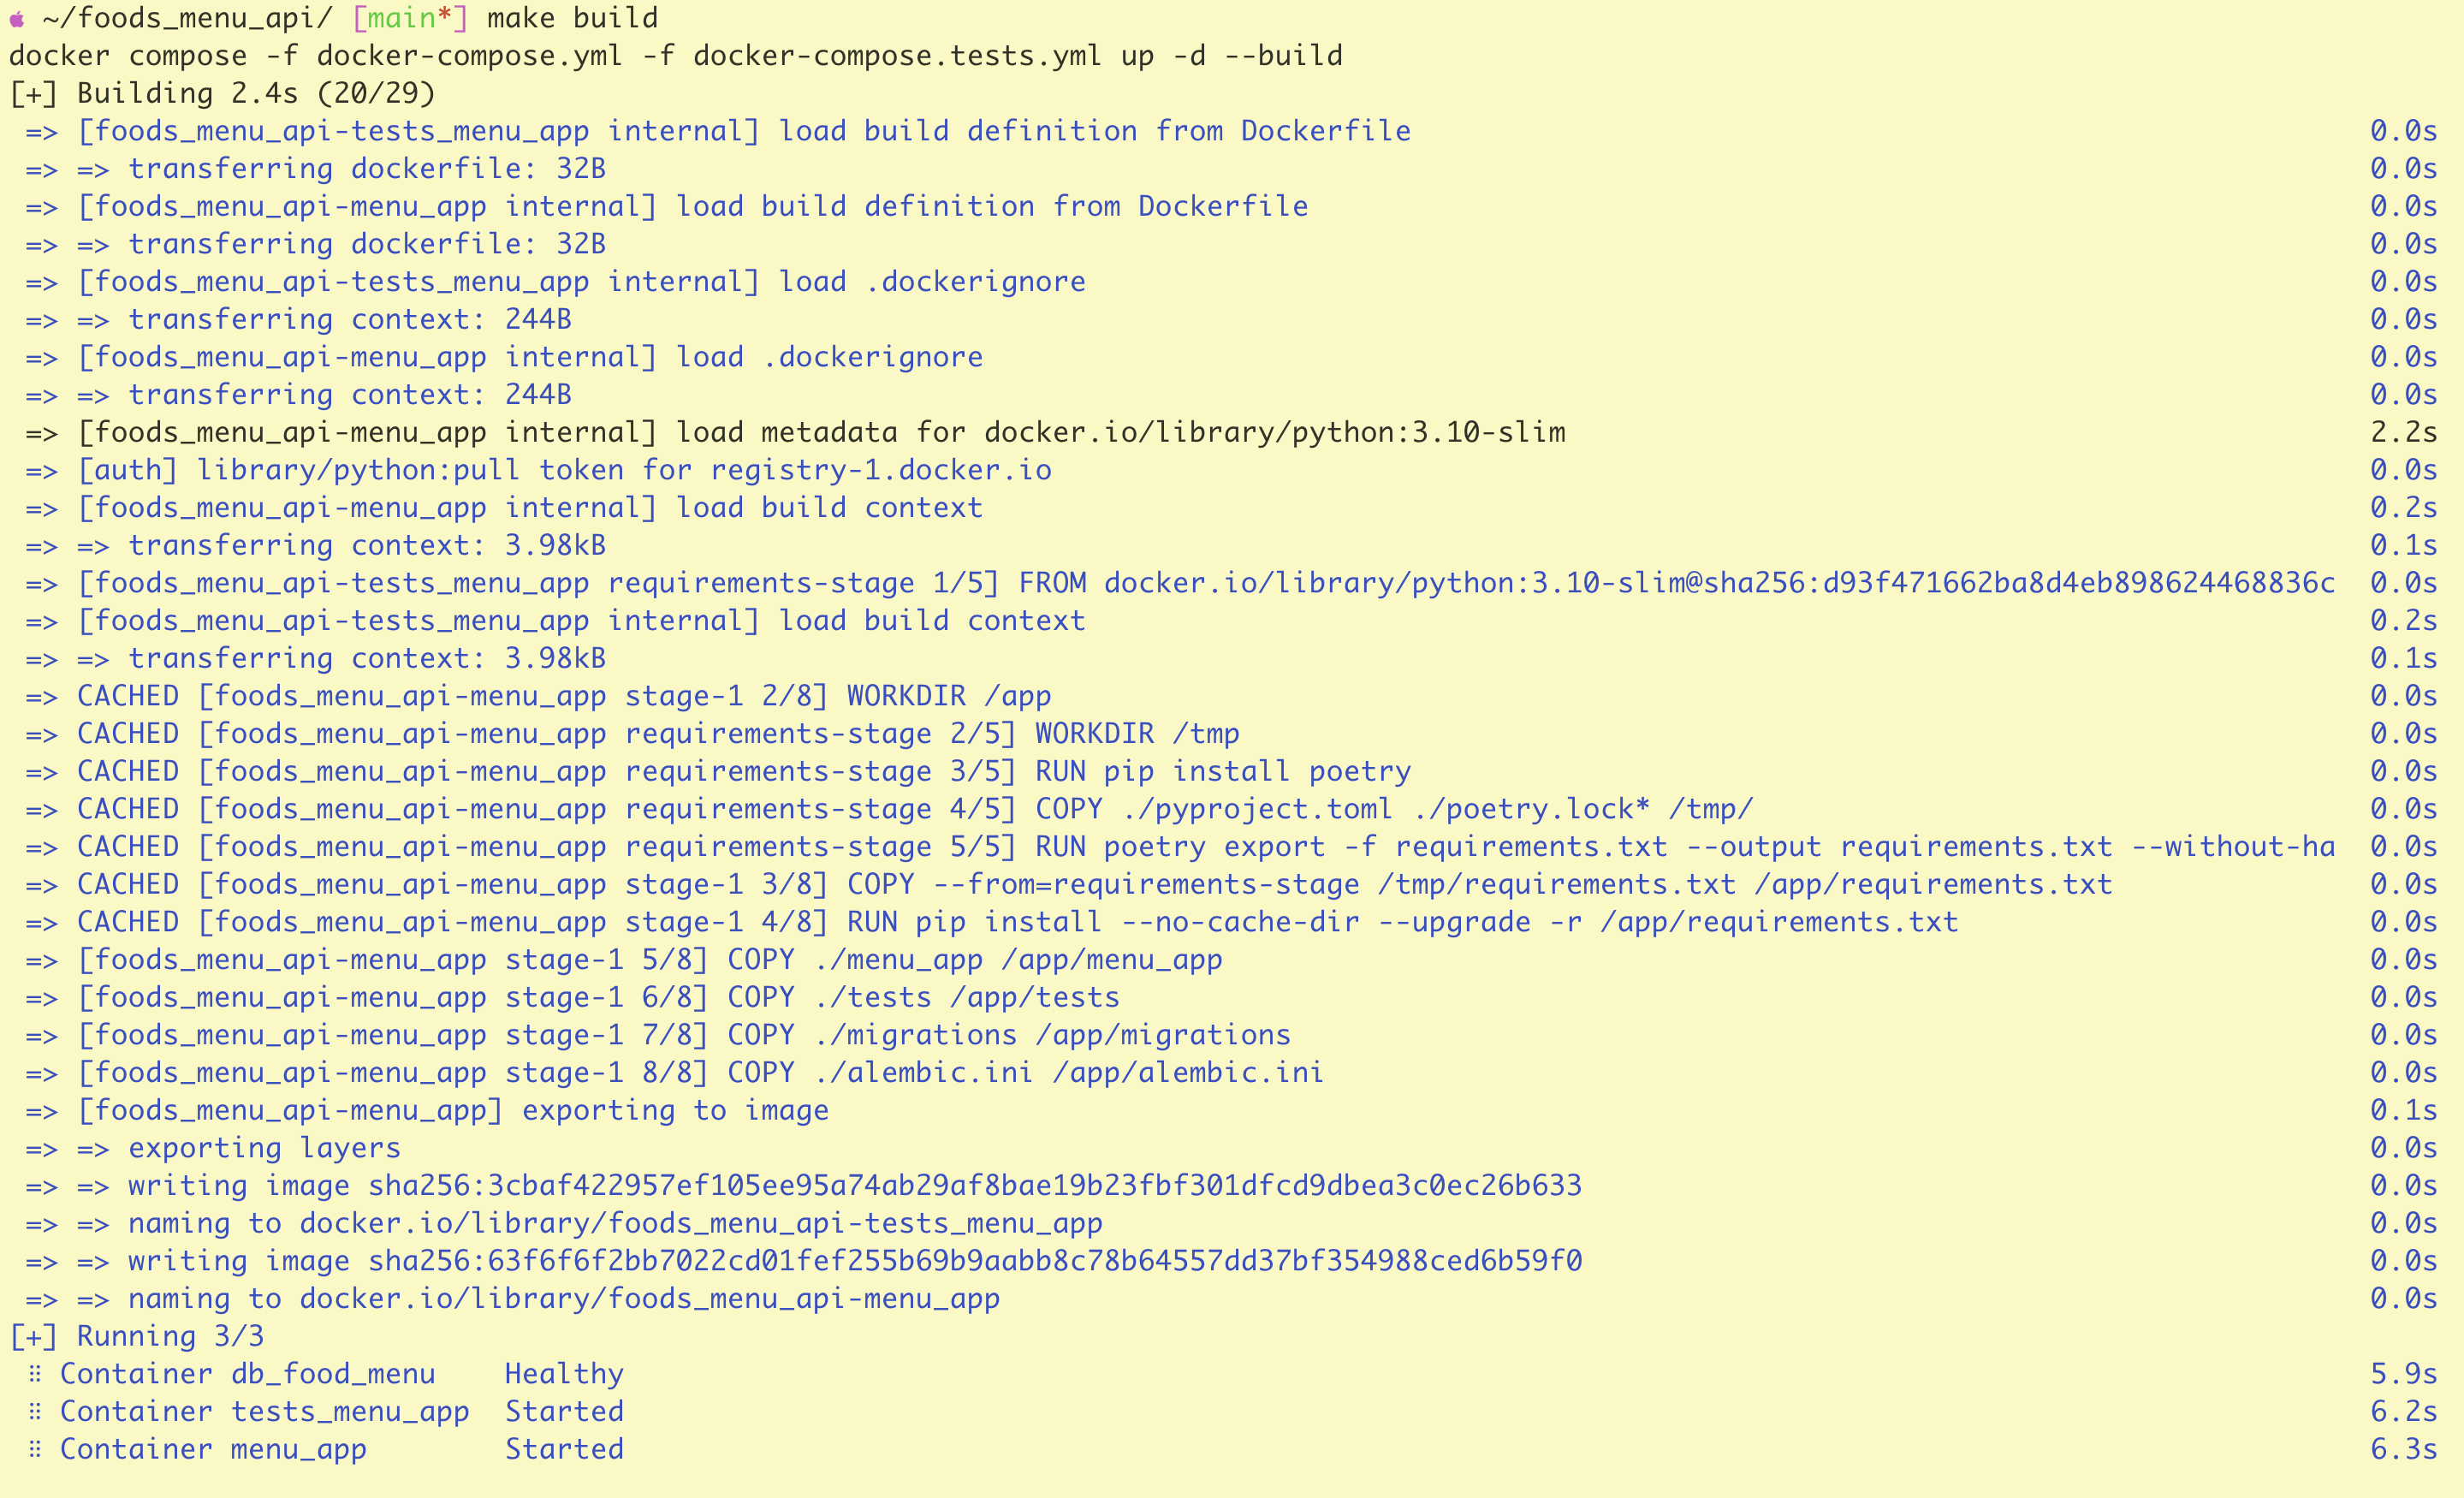 ~/foods_menu_api/ [main*] make build
docker compose -f docker-compose.yml -f docker-compose.tests.yml up -d --build
[+] Building 2.4s (20/29)
=> [foods_menu_api-tests_menu_app internal] load build definition from Dockerfile 0.0s
=> => transferring dockerfile: 32B 0.0s
=> [foods_menu_api-menu_app internal] load build definition from Dockerfile 0.0s
=> => transferring dockerfile: 32B 0.0s
=> [foods_menu_api-tests_menu_app internal] load .dockerignore 0.0s
=> => transferring context: 244B 0.0s
=> [foods_menu_api-menu_app internal] load .dockerignore 0.0s
=> => transferring context: 244B 0.0s
=> [foods_menu_api-menu_app internal] load metadata for docker.io/library/python:3.10-slim 2.2s
=> [auth] library/python:pull token for registry-1.docker.io 0.0s
=> [foods_menu_api-menu_app internal] load build context 0.2s
=> => transferring context: 3.98kB 0.1s
=> [foods_menu_api-tests_menu_app requirements-stage 1/5] FROM docker.io/library/python:3.10-slim@sha256:d93f471662ba8d4eb898624468836c 0.0s
=> [foods_menu_api-tests_menu_app internal] load build context 0.2s
=> => transferring context: 3.98kB 0.1s
=> CACHED [foods_menu_api-menu_app stage-1 2/8] WORKDIR /app 0.0s
=> CACHED [foods_menu_api-menu_app requirements-stage 2/5] WORKDIR /tmp 0.0s
=> CACHED [foods_menu_api-menu_app requirements-stage 3/5] RUN pip install poetry 0.0s
=> CACHED [foods_menu_api-menu_app requirements-stage 4/5] COPY ./pyproject.toml ./poetry.lock* /tmp/ 0.0s
=> CACHED [foods_menu_api-menu_app requirements-stage 5/5] RUN poetry export -f requirements.txt --output requirements.txt --without-ha 0.0s
=> CACHED [foods_menu_api-menu_app stage-1 3/8] COPY --from=requirements-stage /tmp/requirements.txt /app/requirements.txt 0.0s
=> CACHED [foods_menu_api-menu_app stage-1 4/8] RUN pip install --no-cache-dir --upgrade -r /app/requirements.txt 0.0s
=> [foods_menu_api-menu_app stage-1 5/8] COPY ./menu_app /app/menu_app 0.0s
=> [foods_menu_api-menu_app stage-1 6/8] COPY ./tests /app/tests 0.0s
=> [foods_menu_api-menu_app stage-1 7/8] COPY ./migrations /app/migrations 0.0s
=> [foods_menu_api-menu_app stage-1 8/8] COPY ./alembic.ini /app/alembic.ini 0.0s
=> [foods_menu_api-menu_app] exporting to image 0.1s
=> => exporting layers 0.0s
=> => writing image sha256:3cbaf422957ef105ee95a74ab29af8bae19b23fbf301dfcd9dbea3c0ec26b633 0.0s
=> => naming to docker.io/library/foods_menu_api-tests_menu_app 0.0s
=> => writing image sha256:63f6f6f2bb7022cd01fef255b69b9aabb8c78b64557dd37bf354988ced6b59f0 0.0s
=> => naming to docker.io/library/foods_menu_api-menu_app 0.0s
[+] Running 3/3
⠿ Container db_food_menu Healthy 5.9s
⠿ Container tests_menu_app Started 6.2s
⠿ Container menu_app Started 6.3s